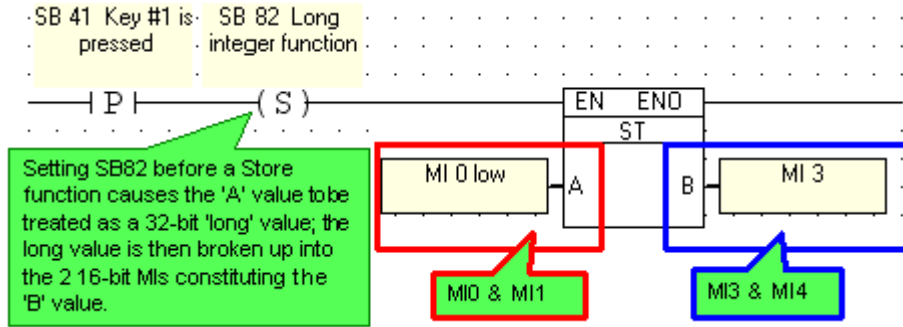 SB 41 Key #1 is
pressed
SB 82 Long
integer function
P
(S)
EN ENO
ST
MI 0 low
A
B
MI 3
Setting SB82 before a Store
function causes the 'A' value to be
treated as a 32-bit 'long' value; the
long value is then broken up into
the 2 16-bit MIs constituting the
'B' value.
MI0 & MI1
MI3 & MI4